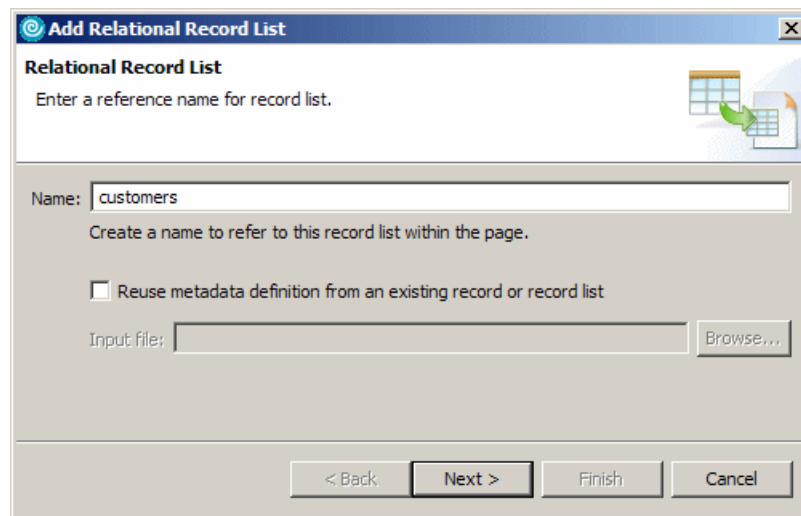 Add Relational Record List
Relational Record List
Enter a reference name for record list.
Name: customers
Create a name to refer to this record list within the page.
Reuse metadata definition from an existing record or record list
Input file: Browse...
< Back Next > Finish Cancel